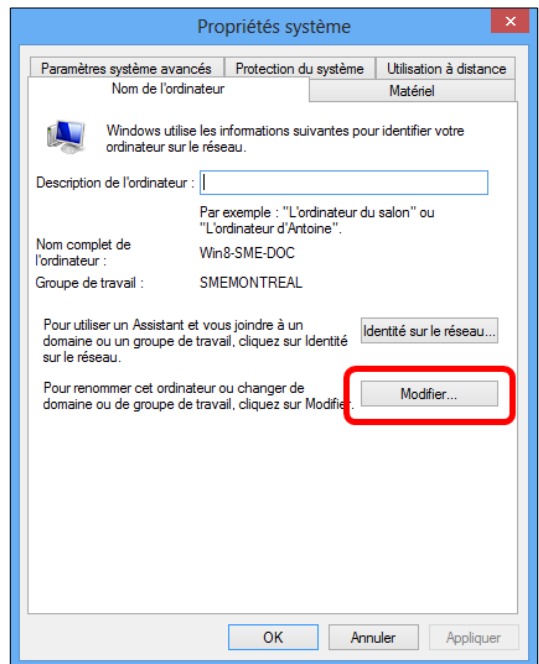 Propriétés système
Paramètres système avancés
Protection du système
Utilisation à distance
Nom de l'ordinateur
Matériel
Windows utilise les informations suivantes pour identifier votre
ordinateur sur le réseau.
Description de l'ordinateur :
Par exemple : "L'ordinateur du salon" ou
"L'ordinateur d'Antoine".
Nom complet de
l'ordinateur :
Win8-SME-DOC
Groupe de travail :
SMEMONTREAL
Pour utiliser un Assistant et vous joindre à un
domaine ou un groupe de travail, cliquez sur Identité
sur le réseau.
Identité sur le réseau...
Pour renommer cet ordinateur ou changer de
domaine ou de groupe de travail, cliquez sur Modifier.
Modifier...
OK
Annuler
Appliquer